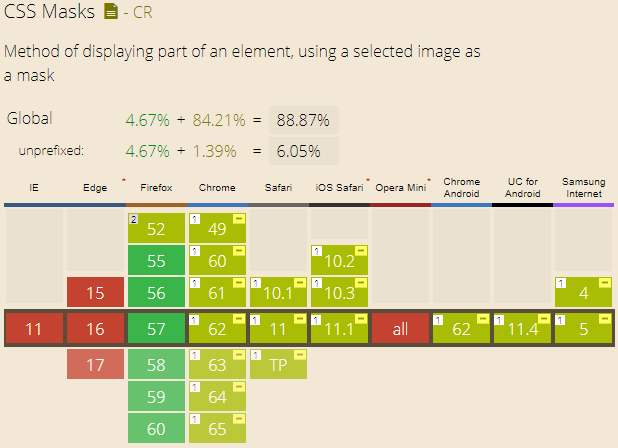 CSS Masks - CR
Method of displaying part of an element, using a selected image as
a mask
Global 4.67% + 84.21% = 88.87%
unprefixed: 4.67% + 1.39% = 6.05%
IE Edge * Firefox Chrome Safari iOS Safari * Opera Mini * Chrome Android UC for Android Samsung Internet
2 52 1 49 -
55 1 60 - 1 10.2 -
15 56 1 61 - 1 10.1 - 1 10.3 - 1 4 -
11 16 57 1 62 - 1 11 - 1 11.1 - all 1 62 - 1 11.4 - 1 5 -
17 58 1 63 - 1 TP -
59 1 64 -
60 1 65 -